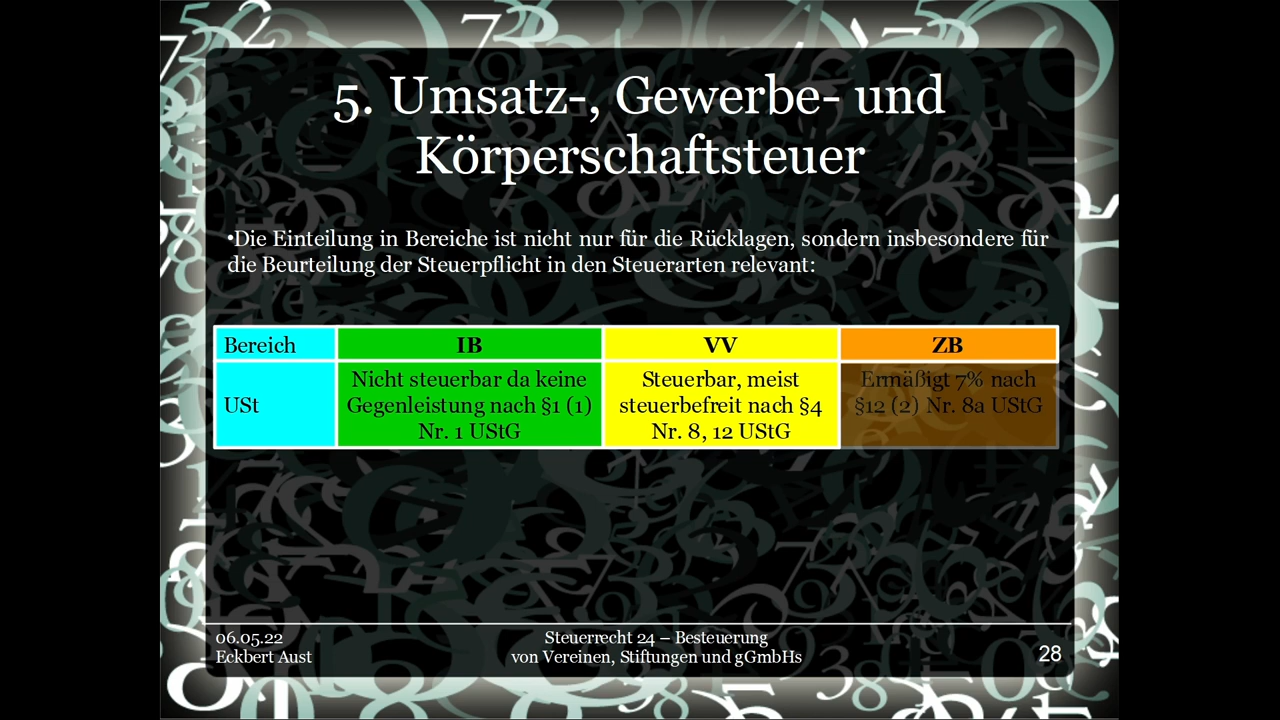 5. Umsatz-, Gewerbe- und
Körperschaftsteuer
•Die Einteilung in Bereiche ist nicht nur für die Rücklagen, sondern insbesondere für
die Beurteilung der Steuerpflicht in den Steuerarten relevant:
Bereich IB VV ZB
USt
Nicht steuerbar da keine
Gegenleistung nach §1 (1)
Nr. 1 UStG
Steuerbar, meist
steuerbefreit nach §4
Nr. 8, 12 UStG
Ermäßigt 7% nach
§12 (2) Nr. 8a UStG
06.05.22
Eckbert Aust
Steuerrecht 24 – Besteuerung
von Vereinen, Stiftungen und gGmbHs
28